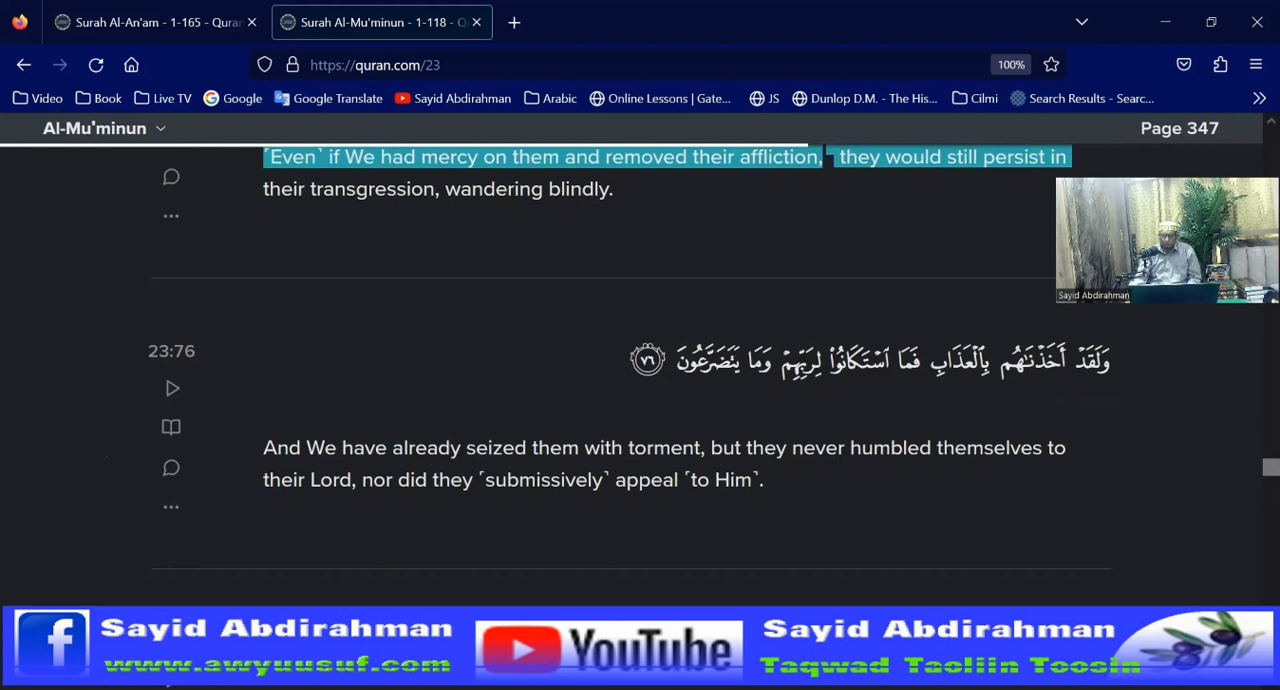 Surah Al-An'am - 1-165 - Qura
Surah Al-Mu'minun - 1-118 - Q
https://quran.com/23
100%
Video Book Live TV Google Google Translate Sayid Abdirahman Arabic Online Lessons | Gate... JS Dunlop D.M. - The His... Cilmi Search Results - Searc...
Al-Mu'minun
Page 347
˹Even˺ if We had mercy on them and removed their affliction, they would still persist in
their transgression, wandering blindly.
Sayid Abdirahman
23:76
وَلَقَدْ أَخَذْنَـٰهُم بِٱلْعَذَابِ فَمَا ٱسْتَكَانُوا۟ لِرَبِّهِمْ وَمَا يَتَضَرَّعُونَ ٧٦
And We have already seized them with torment, but they never humbled themselves to
their Lord, nor did they ˹submissively˺ appeal ˹to Him˺.
f Sayid Abdirahman
www.awyuusuf.com
YouTube
Sayid Abdirahman
Taqwad Taoliin Toosin